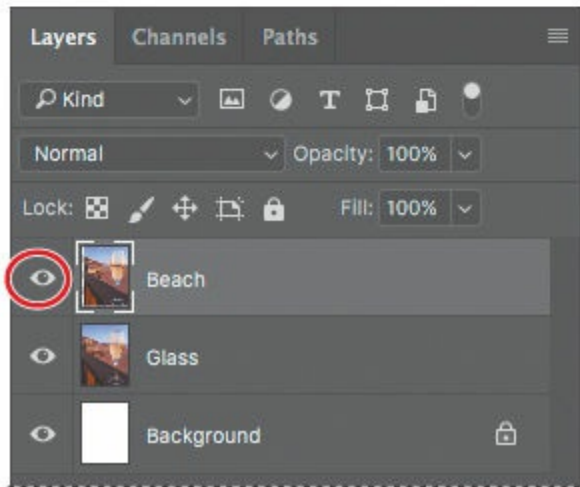 Layers Channels Paths
Kind T
Normal Opacity: 100%
Lock: Fill: 100%
Beach
Glass
Background